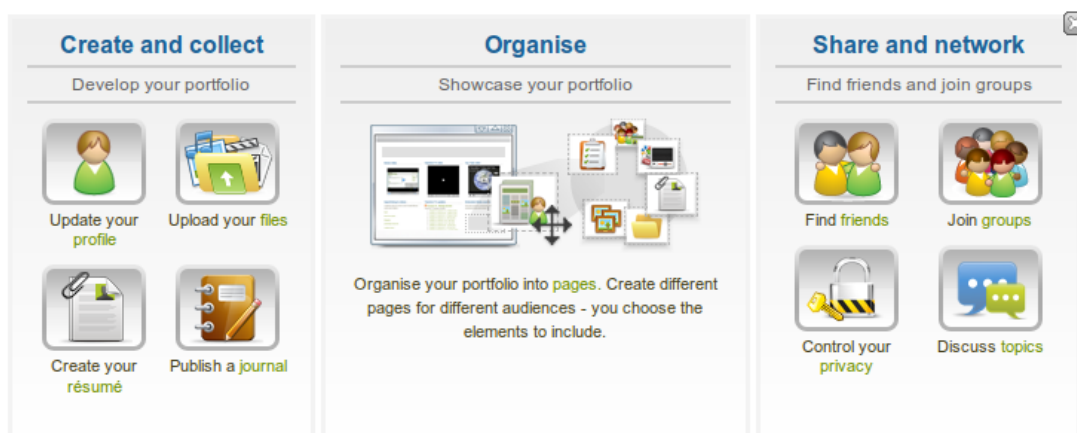 Create and collect
Develop your portfolio
Update your
profile
Upload your files
Create your
résumé
Publish a journal
Organise
Showcase your portfolio
Organise your portfolio into pages. Create different
pages for different audiences - you choose the
elements to include.
Share and network
Find friends and join groups
Find friends
Join groups
Control your
privacy
Discuss topics